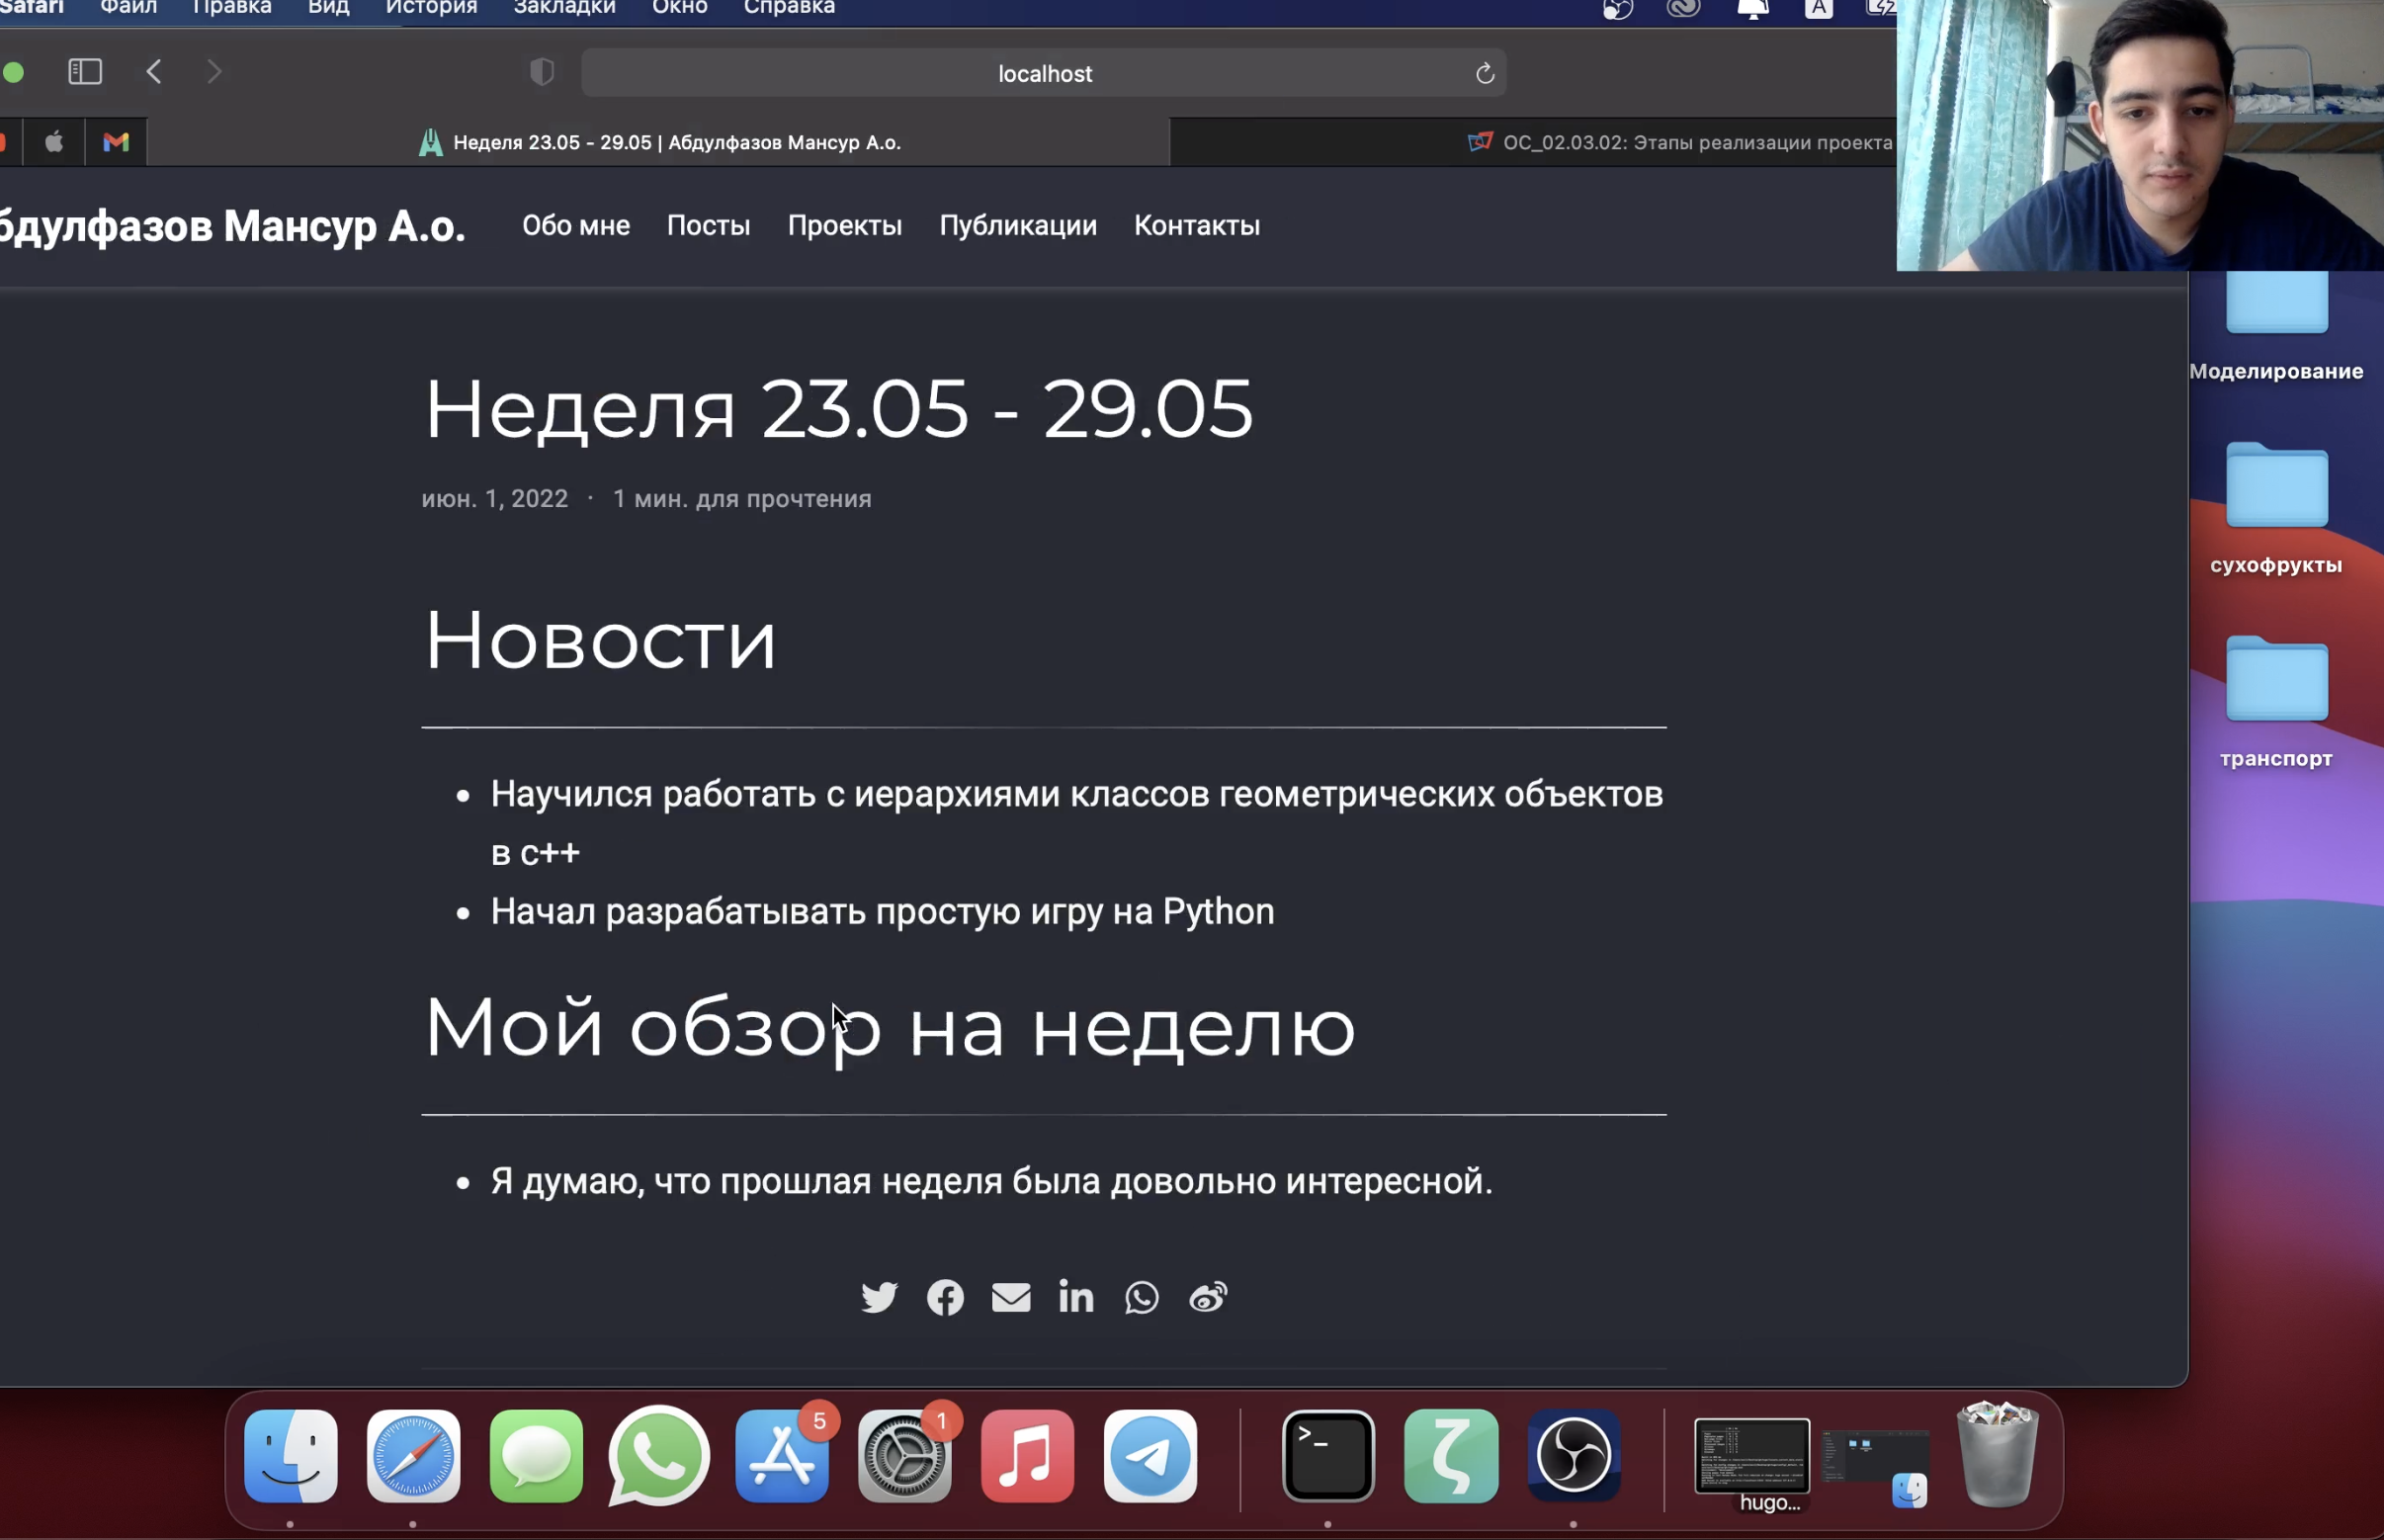 Safari Файл Правка Вид История Закладки Окно Справка
A
localhost
Неделя 23.05 - 29.05 | Абдулфазов Мансур А.о.
ОС_02.03.02: Этапы реализации проекта
бдулфазов Мансур А.о. Обо мне Посты Проекты Публикации Контакты
Неделя 23.05 - 29.05
июн. 1, 2022 · 1 мин. для прочтения
Новости
Научился работать с иерархиями классов геометрических объектов
в с++
Начал разрабатывать простую игру на Python
Мой обзор на неделю
Я думаю, что прошлая неделя была довольно интересной.
Моделирование
сухофрукты
транспорт
5
1
hugo...